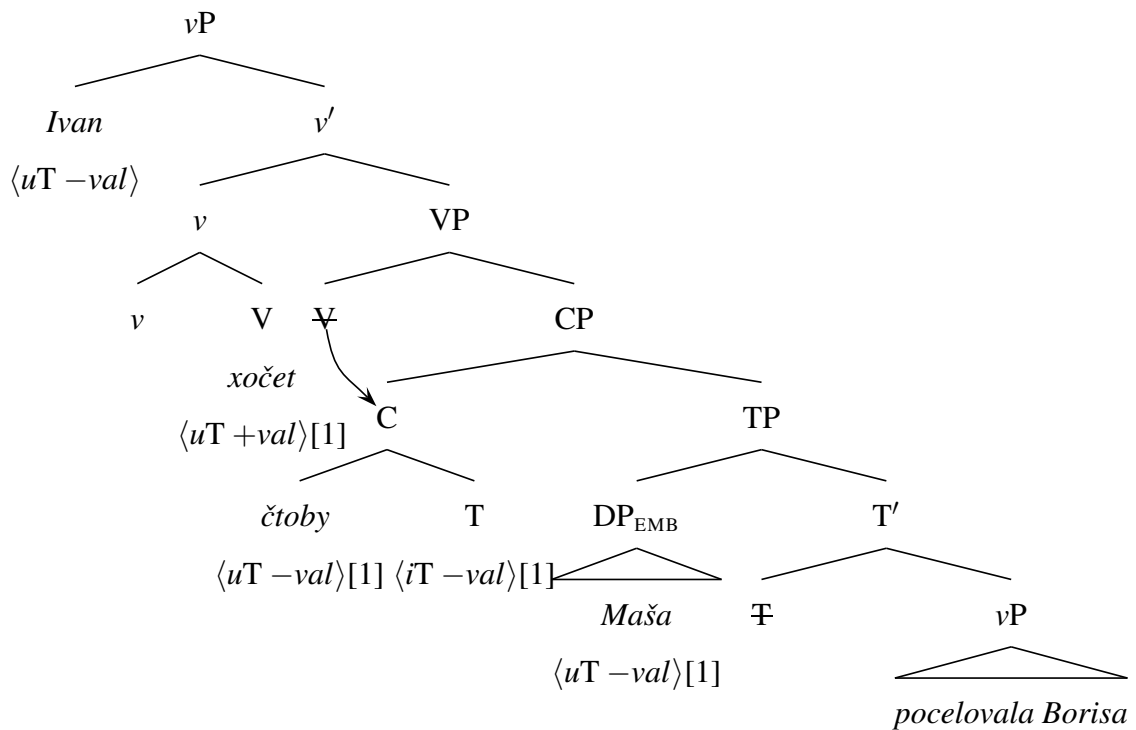 vP
Ivan v′
⟨uT −val⟩
v VP
v V V CP
xočet
C TP
⟨uT +val⟩[1]
čtoby T DP_EMB T′
⟨uT −val⟩[1] ⟨iT −val⟩[1]
Maša T vP
⟨uT −val⟩[1]
pocelovala Borisa